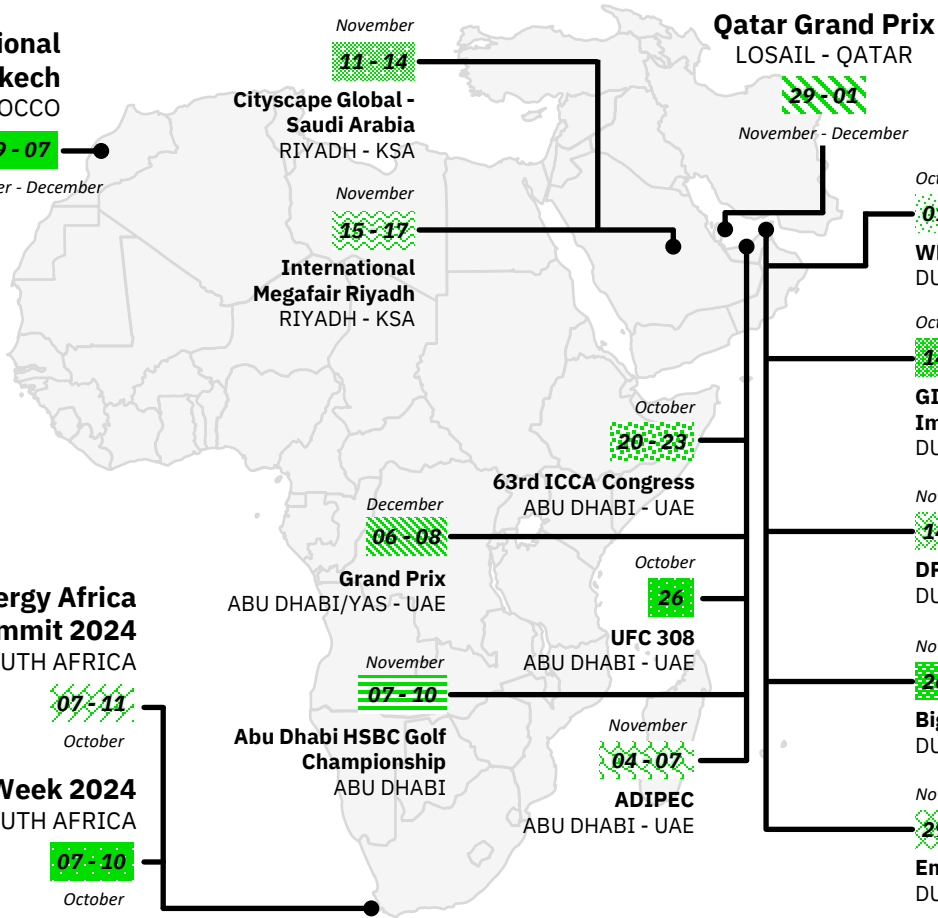 ional
kech
OCCO
9 - 07
er - December
November
11 - 14
Cityscape Global -
Saudi Arabia
RIYADH - KSA
November
15 - 17
International
Megafair Riyadh
RIYADH - KSA
Qatar Grand Prix
LOSAIL - QATAR
29 - 01
November - December
October
20 - 23
63rd ICCA Congress
ABU DHABI - UAE
December
06 - 08
Grand Prix
ABU DHABI/YAS - UAE
October
26
UFC 308
ABU DHABI - UAE
November
07 - 10
Abu Dhabi HSBC Golf
Championship
ABU DHABI
November
04 - 07
ADIPEC
ABU DHABI - UAE
ergy Africa
mmit 2024
UTH AFRICA
07 - 11
October
Week 2024
UTH AFRICA
07 - 10
October
Oct
DU
Oct
GI
Im
DU
No
DU
No
Big
DU
No
En
DU